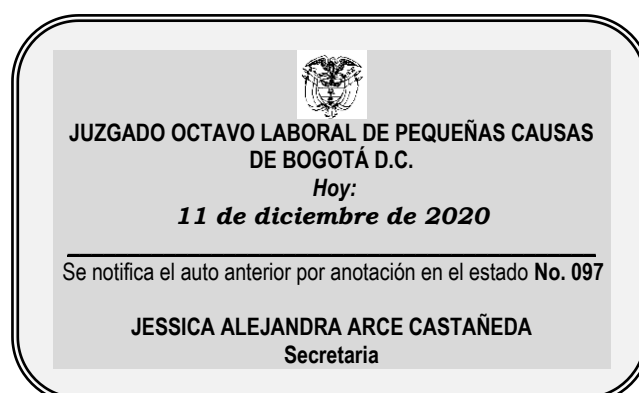 JUZGADO OCTAVO LABORAL DE PEQUEÑAS CAUSAS
DE BOGOTÁ D.C.
Hoy:
11 de diciembre de 2020
Se notifica el auto anterior por anotación en el estado No. 097
JESSICA ALEJANDRA ARCE CASTAÑEDA
Secretaria